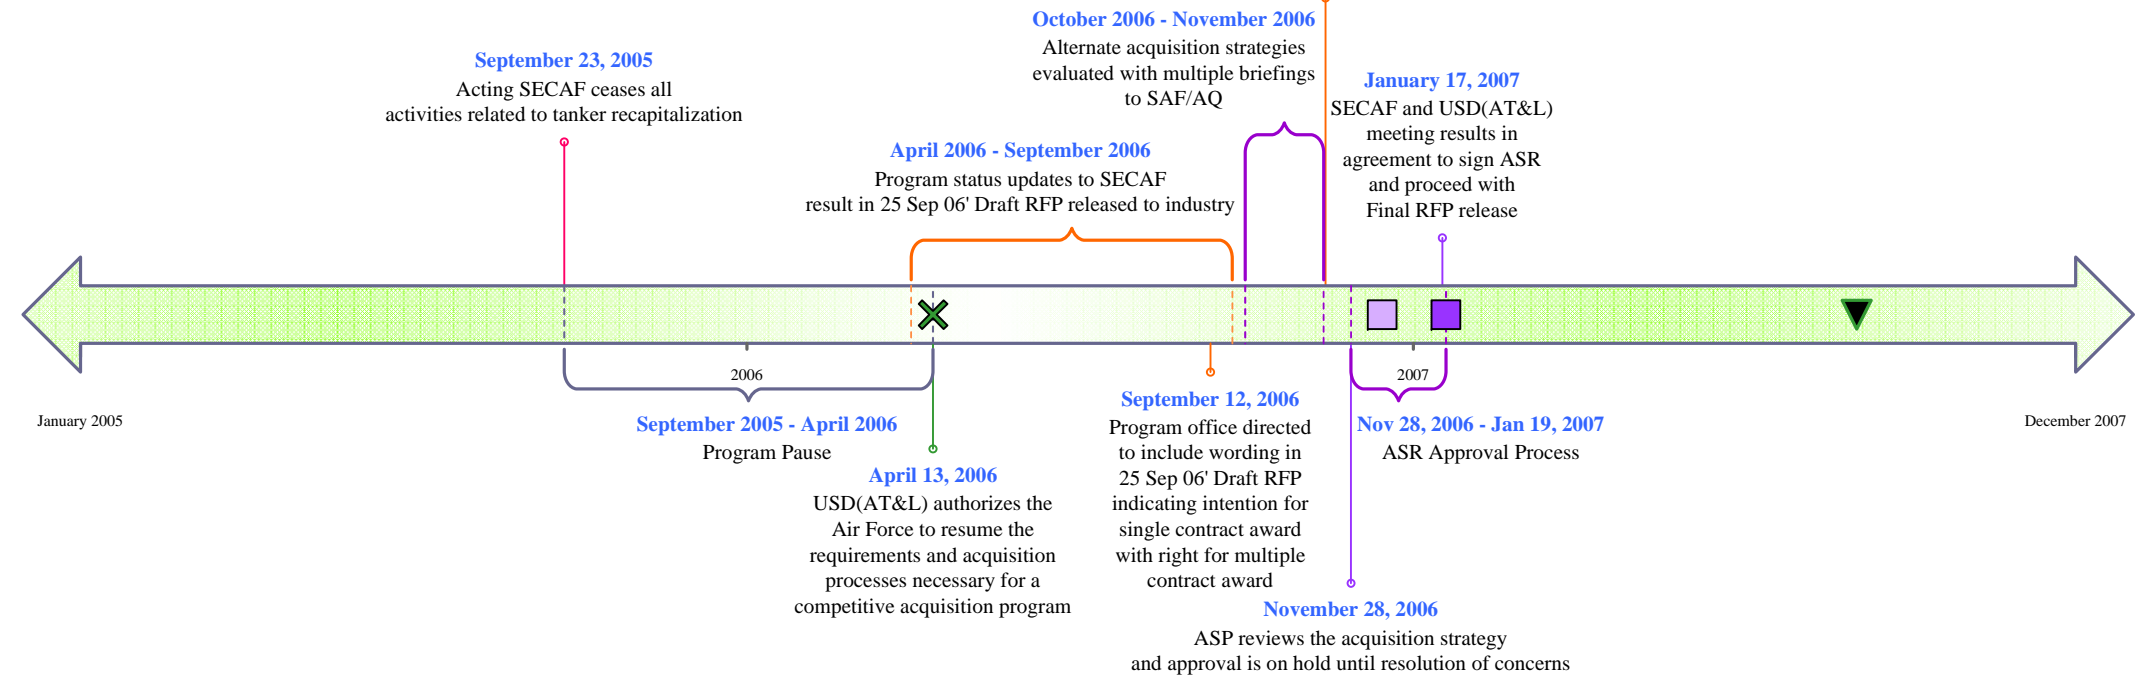 October 2006 - November 2006
Alternate acquisition strategies
evaluated with multiple briefings
to SAF/AQ
September 23, 2005
Acting SECAF ceases all
activities related to tanker recapitalization
January 17, 2007
SECAF and USD(AT&L)
meeting results in
agreement to sign ASR
and proceed with
Final RFP release
April 2006 - September 2006
Program status updates to SECAF
result in 25 Sep 06' Draft RFP released to industry
2006
2007
January 2005
December 2007
September 2005 - April 2006
Program Pause
April 13, 2006
USD(AT&L) authorizes the
Air Force to resume the
requirements and acquisition
processes necessary for a
competitive acquisition program
September 12, 2006
Program office directed
to include wording in
25 Sep 06' Draft RFP
indicating intention for
single contract award
with right for multiple
contract award
Nov 28, 2006 - Jan 19, 2007
ASR Approval Process
November 28, 2006
ASP reviews the acquisition strategy
and approval is on hold until resolution of concerns